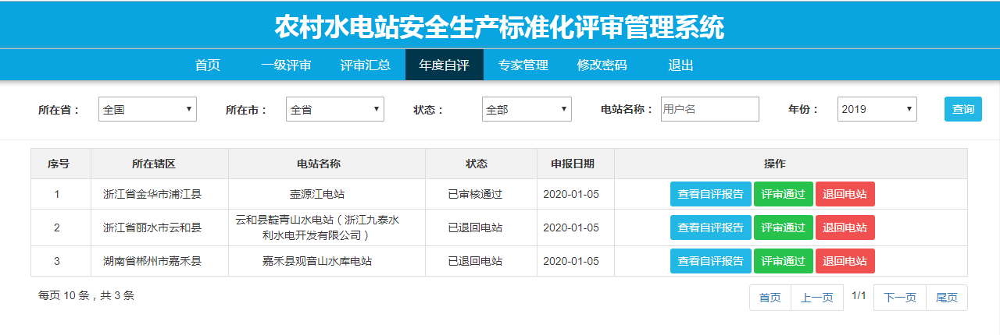 农村水电站安全生产标准化评审管理系统
首页 一级评审 评审汇总 年度自评 专家管理 修改密码 退出
所在省： 全国 所在市： 全省 状态： 全部 电站名称： 用户名 年份： 2019 查询
序号 所在辖区 电站名称 状态 申报日期 操作
1 浙江省金华市浦江县 壶源江电站 已审核通过 2020-01-05 查看自评报告 评审通过 退回电站
2 浙江省丽水市云和县 云和县靛青山水电站（浙江九泰水 已退回电站 2020-01-05 查看自评报告 评审通过 退回电站
利水电开发有限公司）
3 湖南省郴州市嘉禾县 嘉禾县观音山水库电站 已退回电站 2020-01-05 查看自评报告 评审通过 退回电站
每页 10 条，共 3 条 首页 上一页 1/1 下一页 尾页